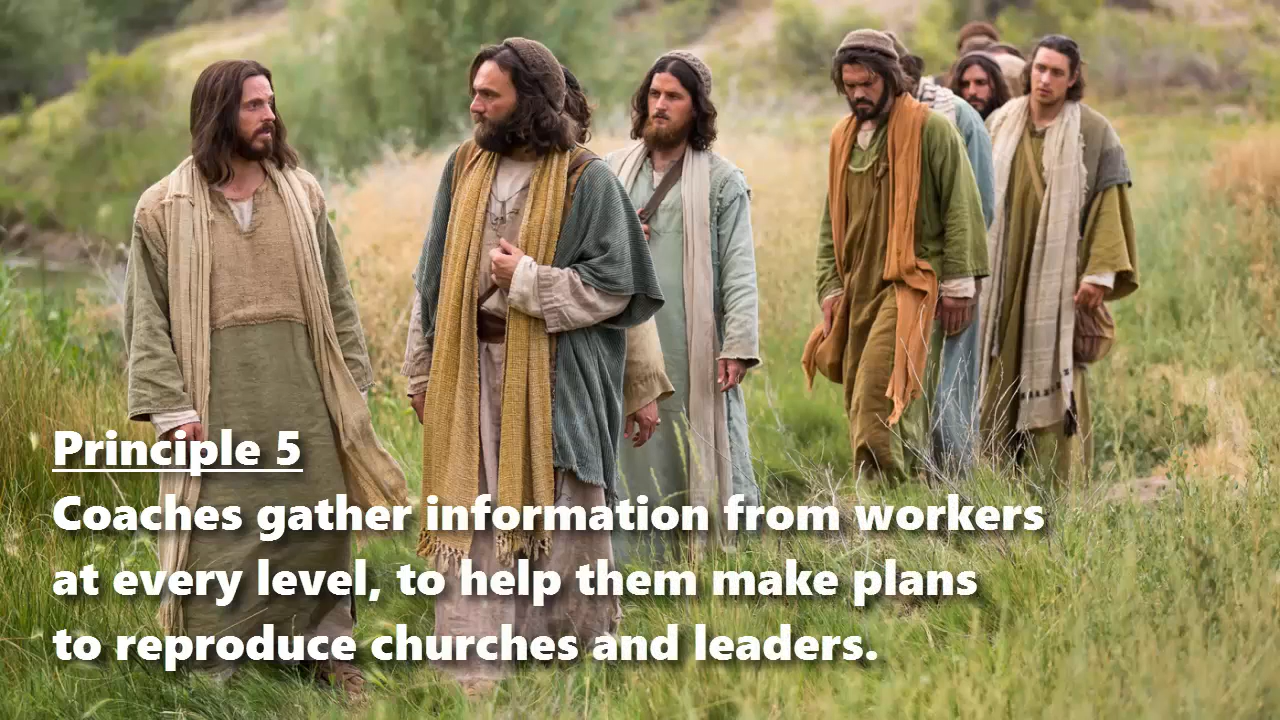 Principle 5
Coaches gather information from workers
at every level, to help them make plans
to reproduce churches and leaders.